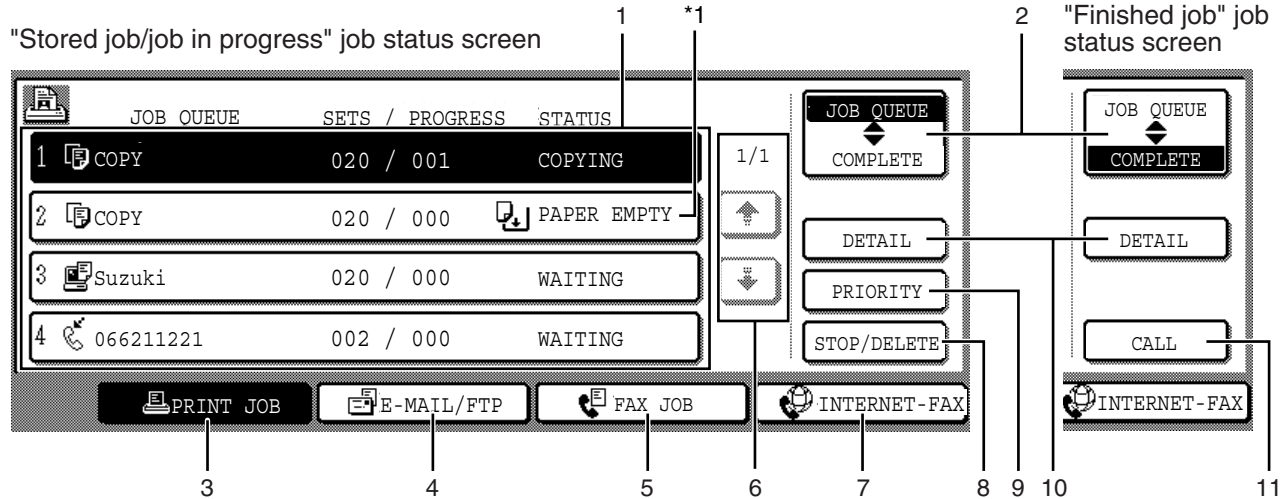 1 *1 2 "Finished job" job
"Stored job/job in progress" job status screen status screen
JOB QUEUE SETS / PROGRESS STATUS
1 COPY 020 / 001 COPYING
2 COPY 020 / 000 PAPER EMPTY
3 Suzuki 020 / 000 WAITING
4 066211221 002 / 000 WAITING
1/1
JOB QUEUE
COMPLETE
DETAIL
PRIORITY
STOP/DELETE
JOB QUEUE
COMPLETE
DETAIL
CALL
PRINT JOB E-MAIL/FTP FAX JOB INTERNET-FAX INTERNET-FAX
3 4 5 6 7 8 9 10 11